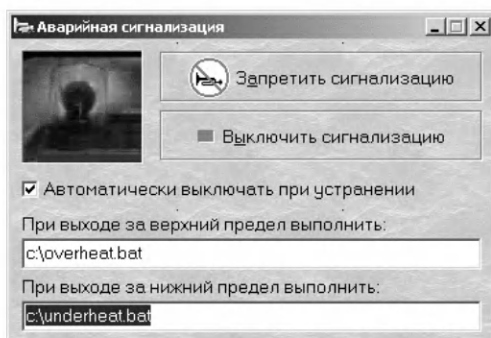 Аварийная сигнализация
Запретить сигнализацию
Выключить сигнализацию
Автоматически выключать при устранении
При выходе за верхний предел выполнить:
c:\overheat.bat
При выходе за нижний предел выполнить:
c:\underheat.bat